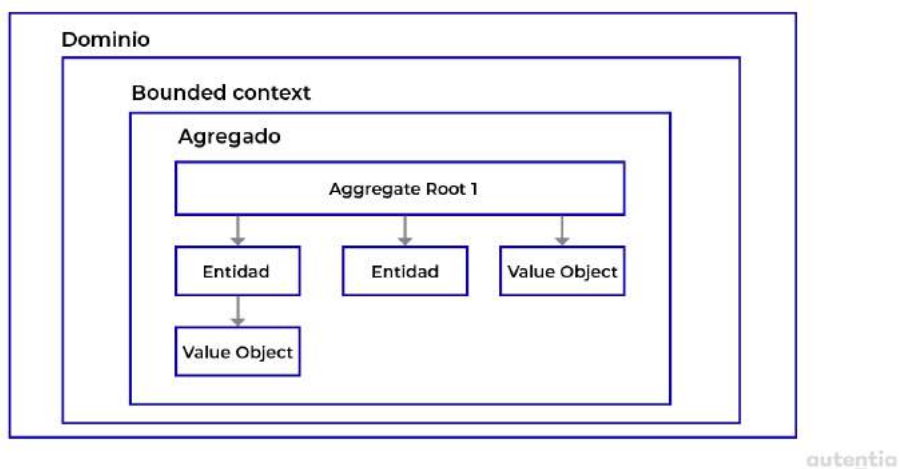 Dominio
Bounded context
Agregado
Aggregate Root 1
Entidad
Entidad
Value Object
Value Object
autentia